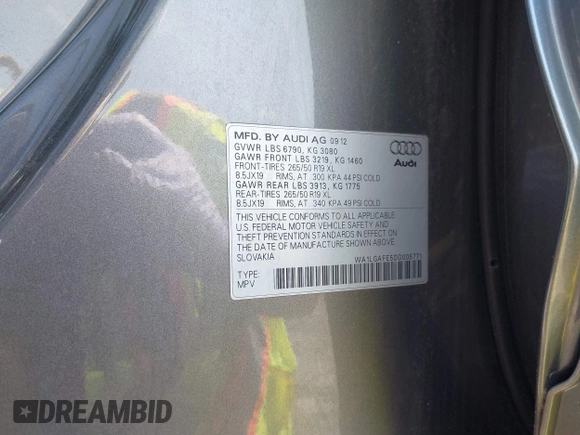 MFD. BY AUDI AG 09 12
GVWR LBS 6790, KG 3080
GAWR FRONT LBS 3219, KG 1460
FRONT-TIRES 265/50 R19 XL
8.5JX19 RIMS, AT 300 KPA 44 PSI COLD
GAWR REAR LBS 3913, KG 1775
REAR-TIRES 265/50 R19 XL
8.5JX19 RIMS, AT 340 KPA 49 PSI COLD
Audi
THIS VEHICLE CONFORMS TO ALL APPLICABLE
U.S. FEDERAL MOTOR VEHICLE SAFETY AND
THEFT PREVENTION STANDARDS IN EFFECT ON
THE DATE OF MANUFACTURE SHOWN ABOVE.
SLOVAKIA
WA1LGAFE5DD005771
TYPE:
MPV
DREAMBID